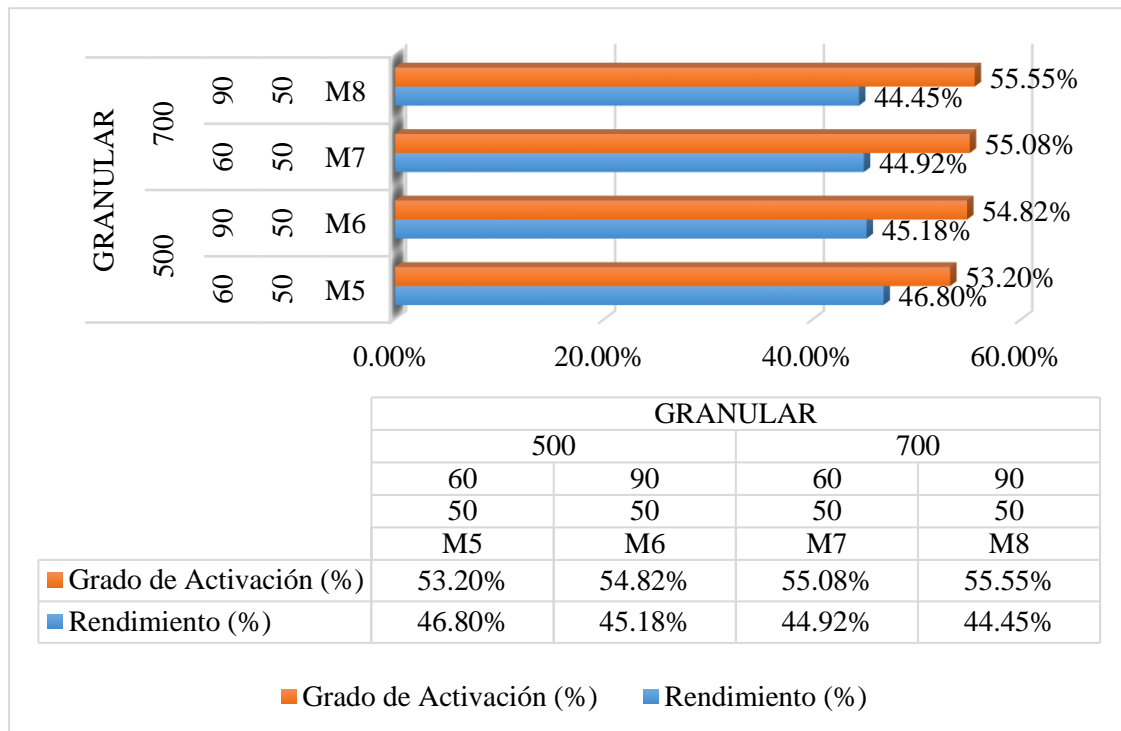 GRANULAR
700
90 50 M8
55.55%
44.45%
60 50 M7
55.08%
44.92%
500
90 50 M6
54.82%
45.18%
60 50 M5
53.20%
46.80%
0.00% 20.00% 40.00% 60.00%
GRANULAR
500 700
60 90 60 90
50 50 50 50
M5 M6 M7 M8
Grado de Activación (%) 53.20% 54.82% 55.08% 55.55%
Rendimiento (%) 46.80% 45.18% 44.92% 44.45%
Grado de Activación (%) Rendimiento (%)